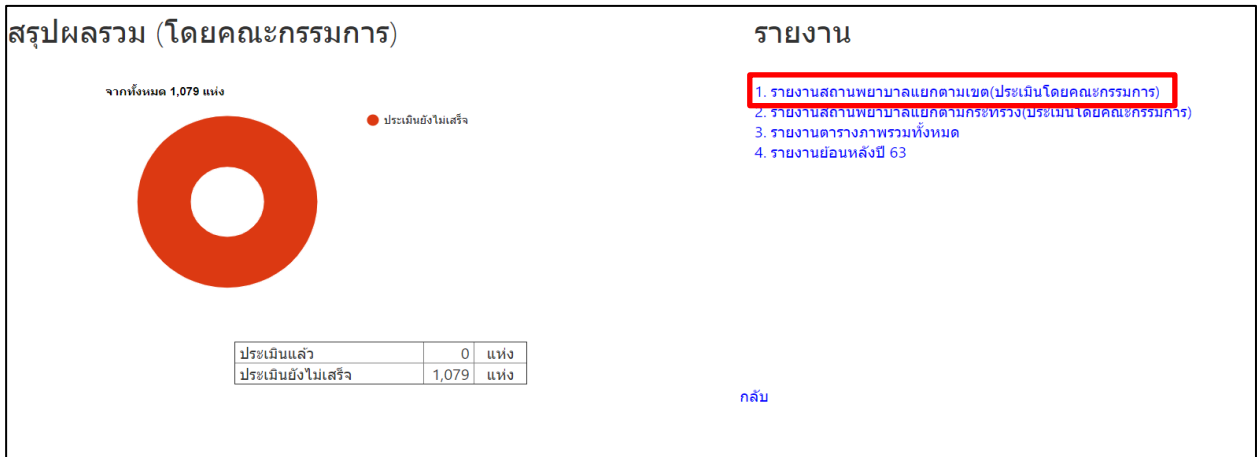 สรุปผลรวม (โดยคณะกรรมการ)
จากทั้งหมด 1,079 แห่ง
ประเมินยังไม่เสร็จ
ประเมินแล้ว 0 แห่ง
ประเมินยังไม่เสร็จ 1,079 แห่ง
รายงาน
1. รายงานสถานพยาบาลแยกตามเขต(ประเมินโดยคณะกรรมการ)
2. รายงานสถานพยาบาลแยกตามกระทรวง(ประเมินโดยคณะกรรมการ)
3. รายงานตารางภาพรวมทั้งหมด
4. รายงานย้อนหลังปี 63
กลับ